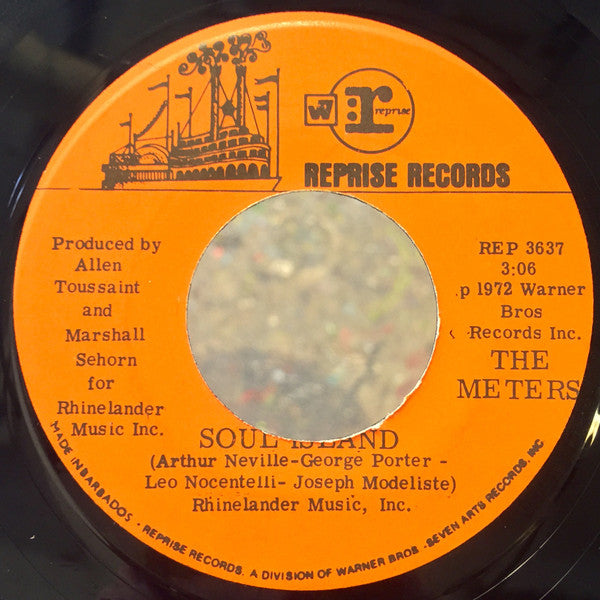 W
:r reprise
REPRISE RECORDS
Produced by
Allen
Toussaint
and
Marshall
Sehorn
for
Rhinelander
Music Inc.
REP 3637
3:06
p 1972 Warner
Bros
Records Inc.
THE
METERS
SOUL ISLAND
(Arthur Neville-George Porter -
Leo Nocentelli- Joseph Modeliste)
Rhinelander Music, Inc.
MADE IN BARBADOS - REPRISE RECORDS. A DIVISION OF WARNER BROS -SEVEN ARTS RECORDS, INC